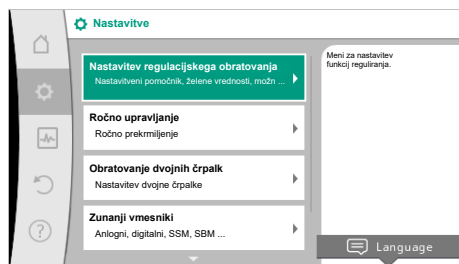 Nastavitve
Nastavitev regulacijskega obratovanja
Nastavitveni pomočnik, želene vrednosti, možn ...
Ročno upravljanje
Ročno prekrmiljenje
Obratovanje dvojnih črpalk
Nastavitev dvojne črpalke
Zunanji vmesniki
Anlogni, digitalni, SSM, SBM ...
Meni za nastavitev
funkcij reguliranja.
Language